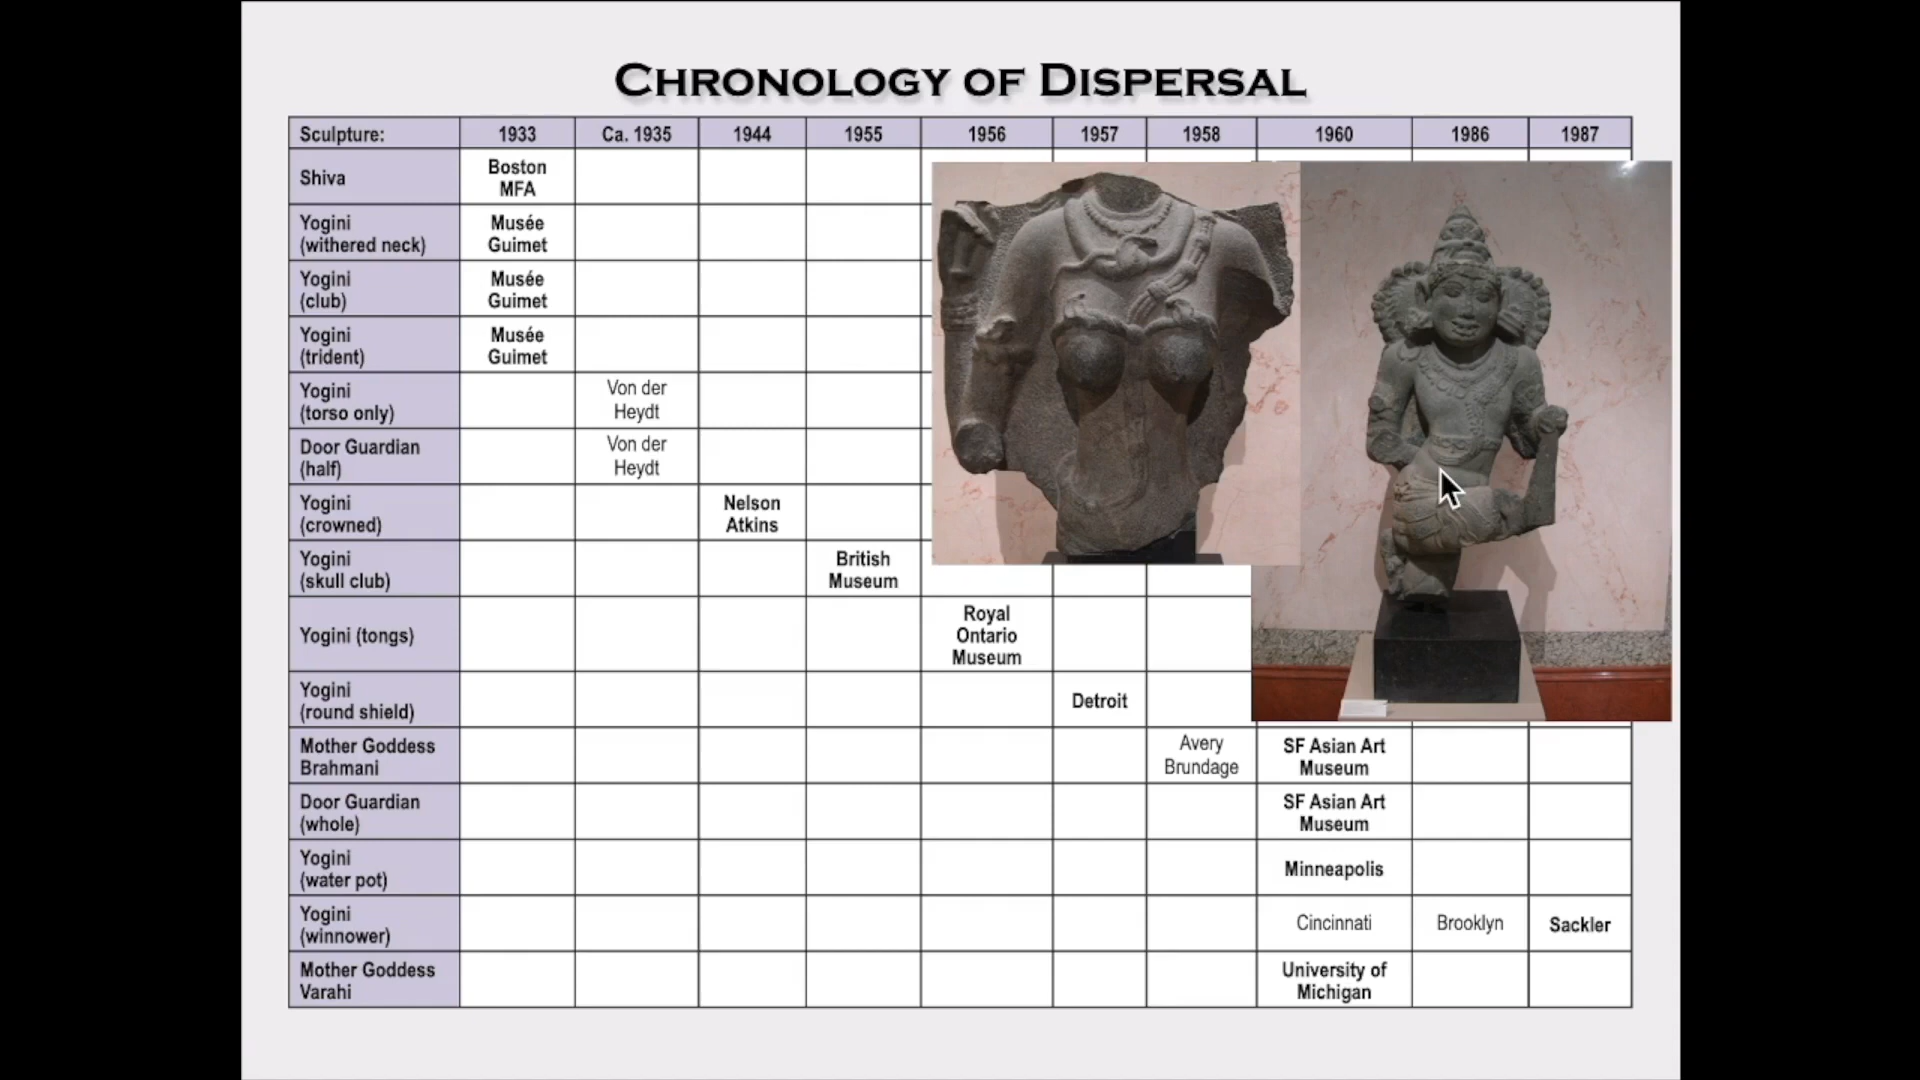 CHRONOLOGY OF DISPERSAL
Sculpture: 1933 Ca. 1935 1944 1955 1956 1957 1958 1960 1986 1987
Shiva Boston MFA
Yogini (withered neck) Musée Guimet
Yogini (club) Musée Guimet
Yogini (trident) Musée Guimet
Yogini (torso only) Von der Heydt
Door Guardian (half) Von der Heydt
Yogini (crowned) Nelson Atkins
Yogini (skull club) British Museum
Yogini (tongs) Royal Ontario Museum
Yogini (round shield) Detroit
Mother Goddess Brahmani Avery Brundage SF Asian Art Museum
Door Guardian (whole) SF Asian Art Museum
Yogini (water pot) Minneapolis
Yogini (winnower) Cincinnati Brooklyn Sackler
Mother Goddess Varahi University of Michigan